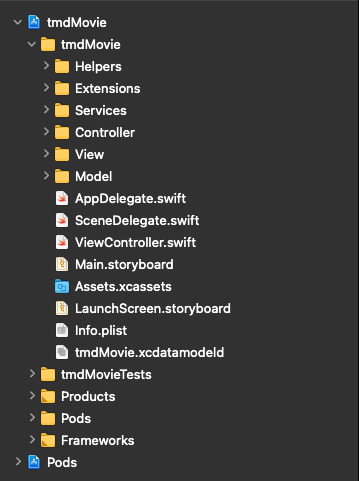 tmdMovie
tmdMovie
Helpers
Extensions
Services
Controller
View
Model
AppDelegate.swift
SceneDelegate.swift
ViewController.swift
Main.storyboard
Assets.xcassets
LaunchScreen.storyboard
Info.plist
tmdMovie.xcdatamodeld
tmdMovieTests
Products
Pods
Frameworks
Pods